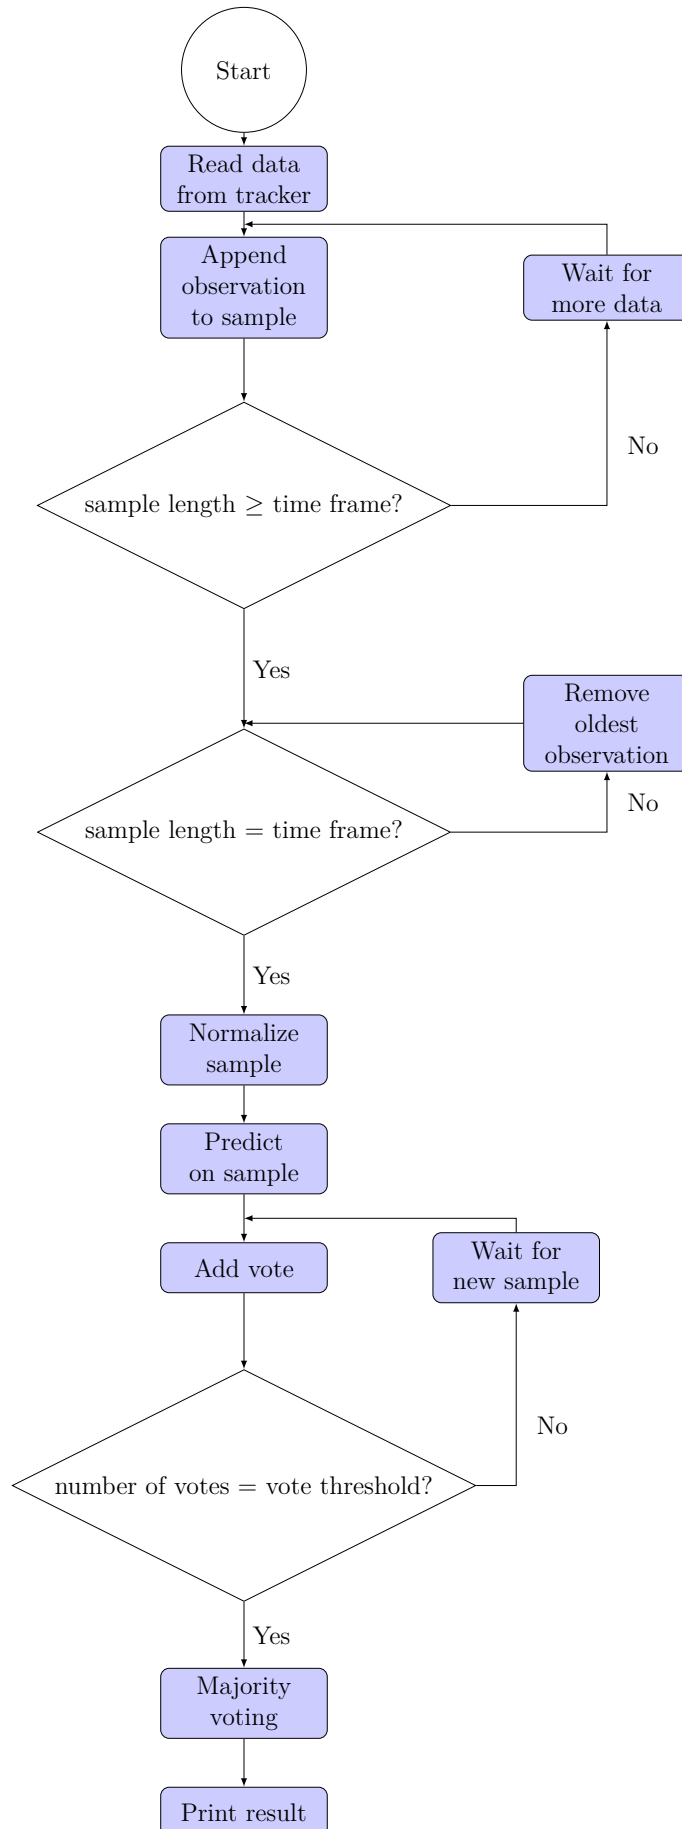 Start
Read data
from tracker
Append
observation
to sample
Wait for
more data
No
sample length ≥ time frame?
Yes
Remove
oldest
observation
No
sample length = time frame?
Yes
Normalize
sample
Predict
on sample
Add vote
Wait for
new sample
No
number of votes = vote threshold?
Yes
Majority
voting
Print result